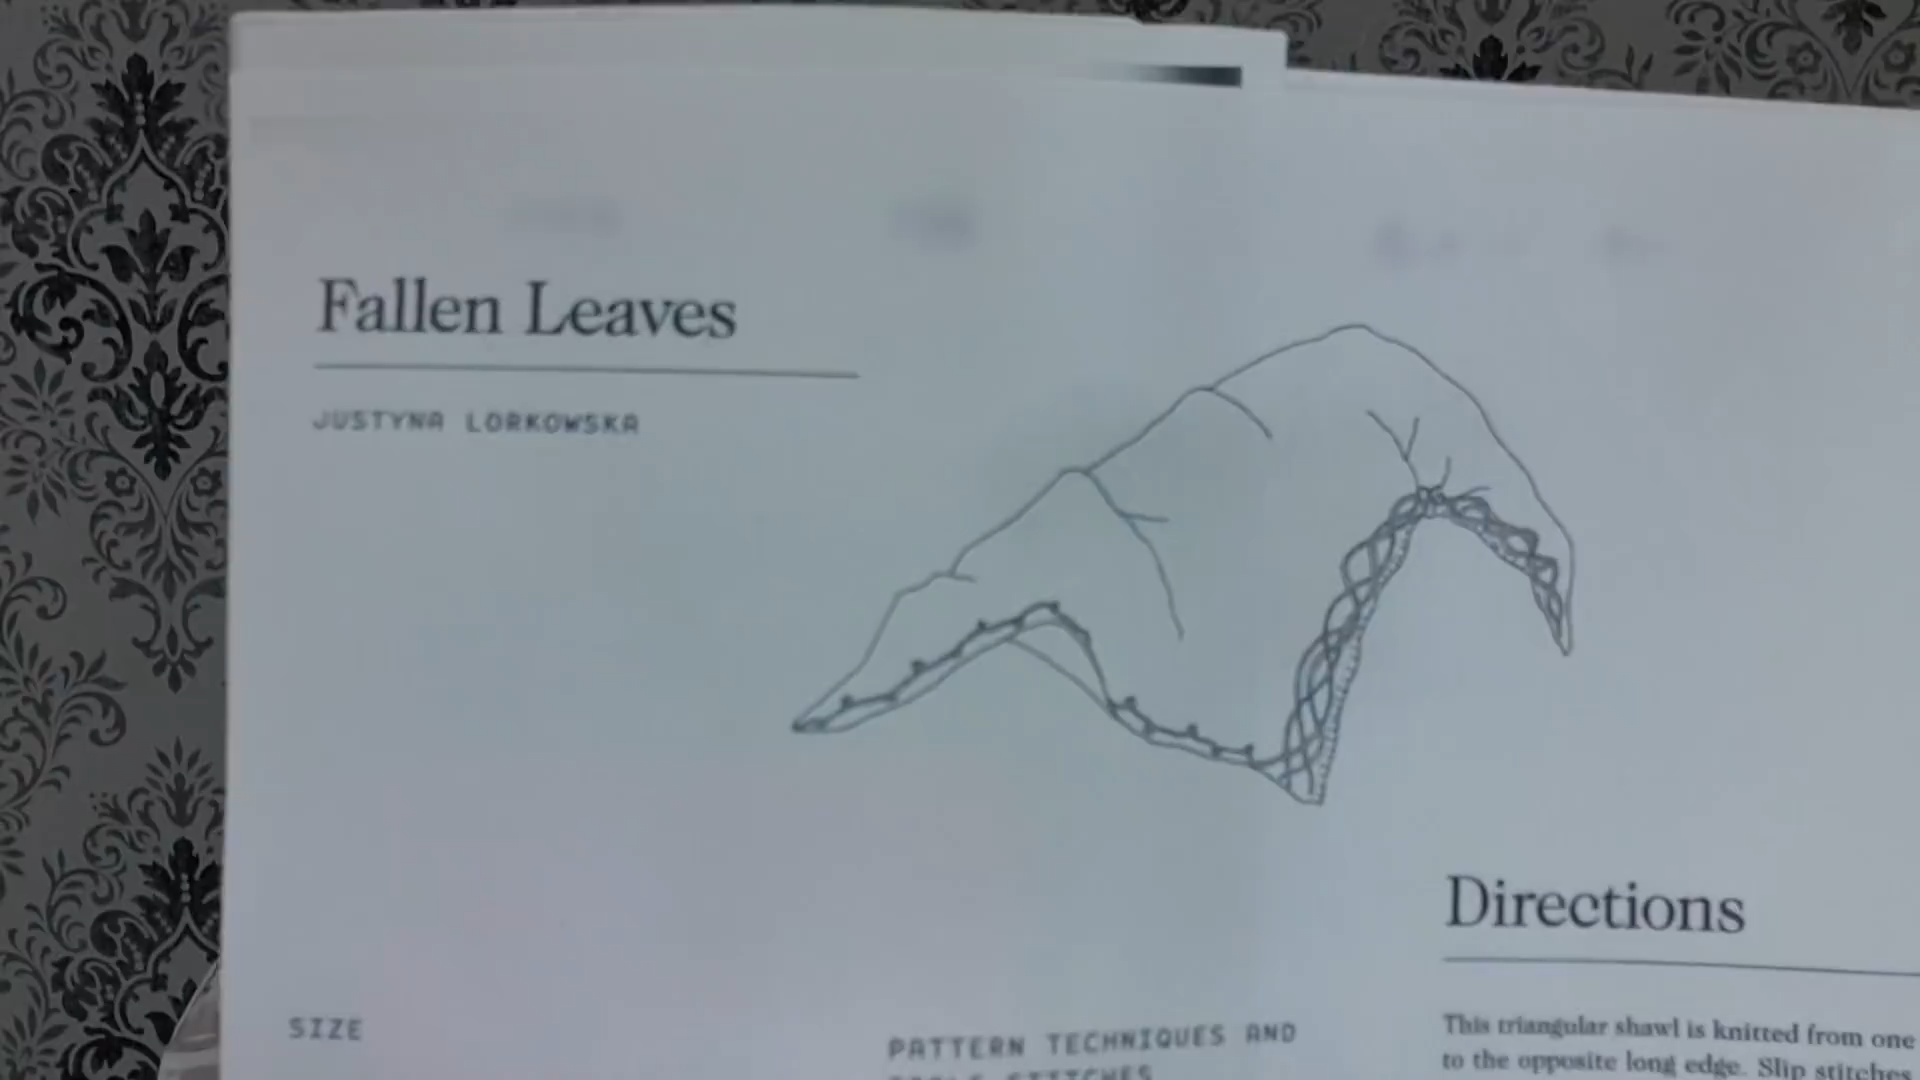 Fallen Leaves
JUSTYNA LORKOWSKA
Directions
SIZE
PATTERN TECHNIQUES AND
STITCHES
This triangular shawl is knitted from one
to the opposite long edge. Slip stitches